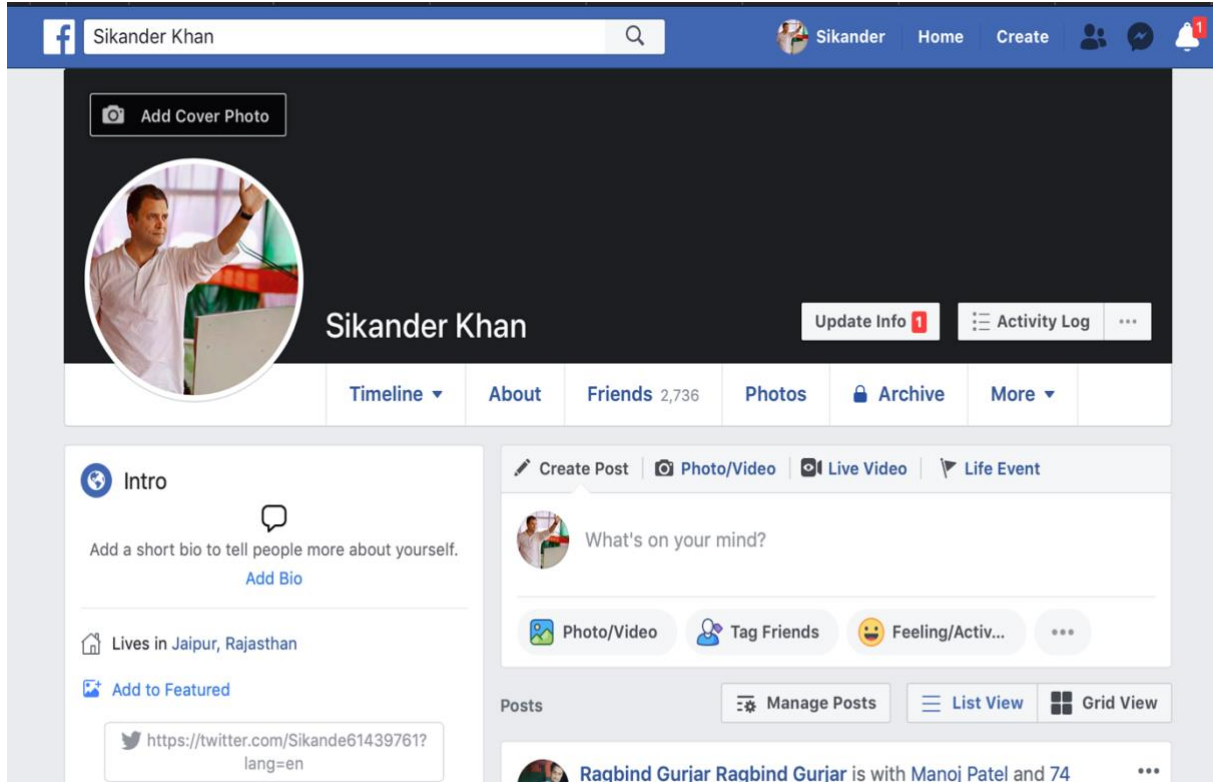 Sikander Khan
Sikander Home Create 1
Add Cover Photo
Sikander Khan
Update Info 1 Activity Log
Timeline About Friends 2,736 Photos Archive More
Intro
Add a short bio to tell people more about yourself.
Add Bio
Lives in Jaipur, Rajasthan
Add to Featured
https://twitter.com/Sikande61439761?
lang=en
Create Post Photo/Video Live Video Life Event
What's on your mind?
Photo/Video Tag Friends Feeling/Activ...
Posts Manage Posts List View Grid View
Ragbind Gurjar Ragbind Gurjar is with Manoj Patel and 74